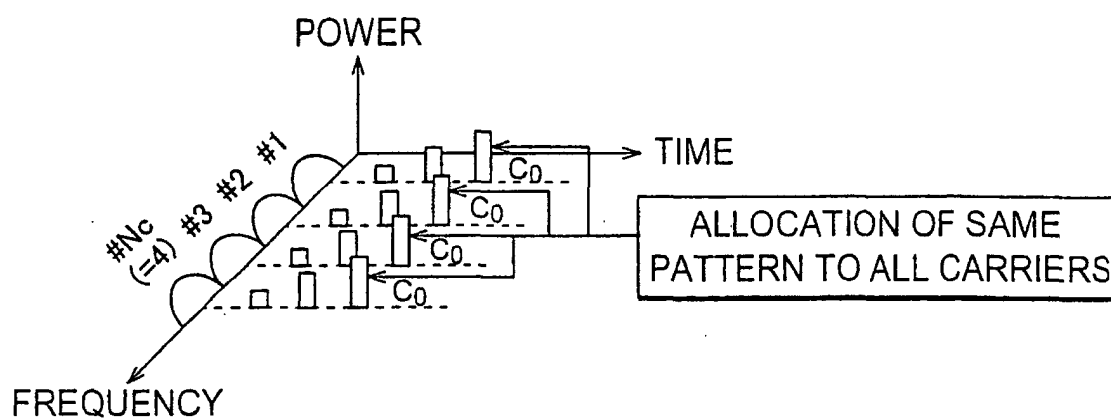 POWER
TIME
#1
#2
#3
#Nc
(=4)
C0
C0
C0
C0
ALLOCATION OF SAME
PATTERN TO ALL CARRIERS
FREQUENCY